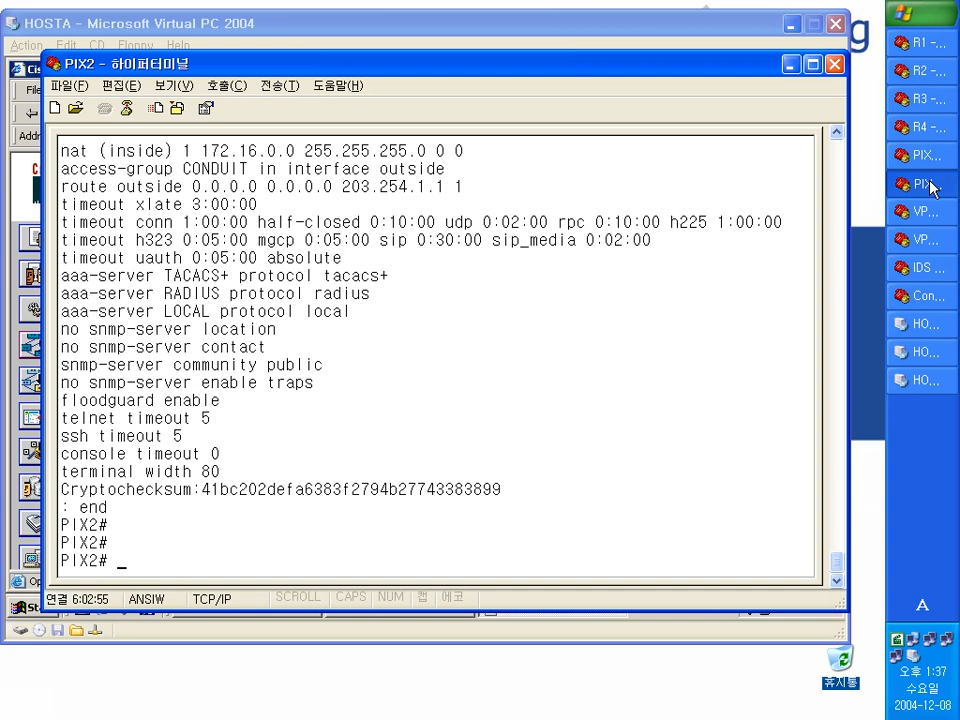 HOSTA - Microsoft Virtual PC 2004
Action Edit CD Floppy Help
PIX2 - 하이퍼터미널
파일(F) 편집(E) 보기(V) 호출(C) 전송(T) 도움말(H)
nat (inside) 1 172.16.0.0 255.255.255.0 0 0
access-group CONDUIT in interface outside
route outside 0.0.0.0 0.0.0.0 203.254.1.1 1
timeout xlate 3:00:00
timeout conn 1:00:00 half-closed 0:10:00 udp 0:02:00 rpc 0:10:00 h225 1:00:00
timeout h323 0:05:00 mgcp 0:05:00 sip 0:30:00 sip_media 0:02:00
timeout uauth 0:05:00 absolute
aaa-server TACACS+ protocol tacacs+
aaa-server RADIUS protocol radius
aaa-server LOCAL protocol local
no snmp-server location
no snmp-server contact
snmp-server community public
no snmp-server enable traps
floodguard enable
telnet timeout 5
ssh timeout 5
console timeout 0
terminal width 80
Cryptochecksum:41bc202defa6383f2794b27743383899
: end
PIX2#
PIX2#
PIX2# _
연결 6:02:55 ANSIW TCP/IP SCROLL CAPS NUM 캡 에코
Cis
File
Addre
Op
Sta
g
휴지통
R1 -...
R2 -...
R3 -...
R4 -...
PIX...
PIX...
VP...
VP...
IDS ...
Con...
HO...
HO...
HO...
A
오후 1:37
수요일
2004-12-08